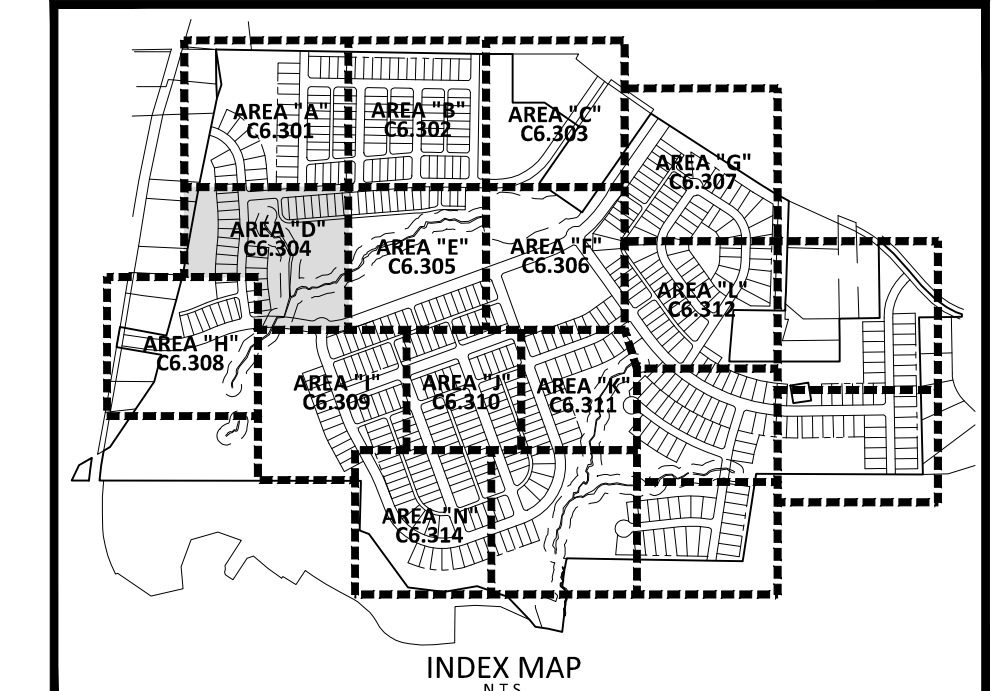 AREA "A"
C6.301
AREA "B"
C6.302
AREA "C"
C6.303
AREA "G"
C6.307
AREA "D"
C6.304
AREA "E"
C6.305
AREA "F"
C6.306
AREA "L"
C6.312
AREA "H"
C6.308
AREA "I"
C6.309
AREA "J"
C6.310
AREA "K"
C6.311
AREA "N"
C6.314
INDEX MAP
N.T.S.